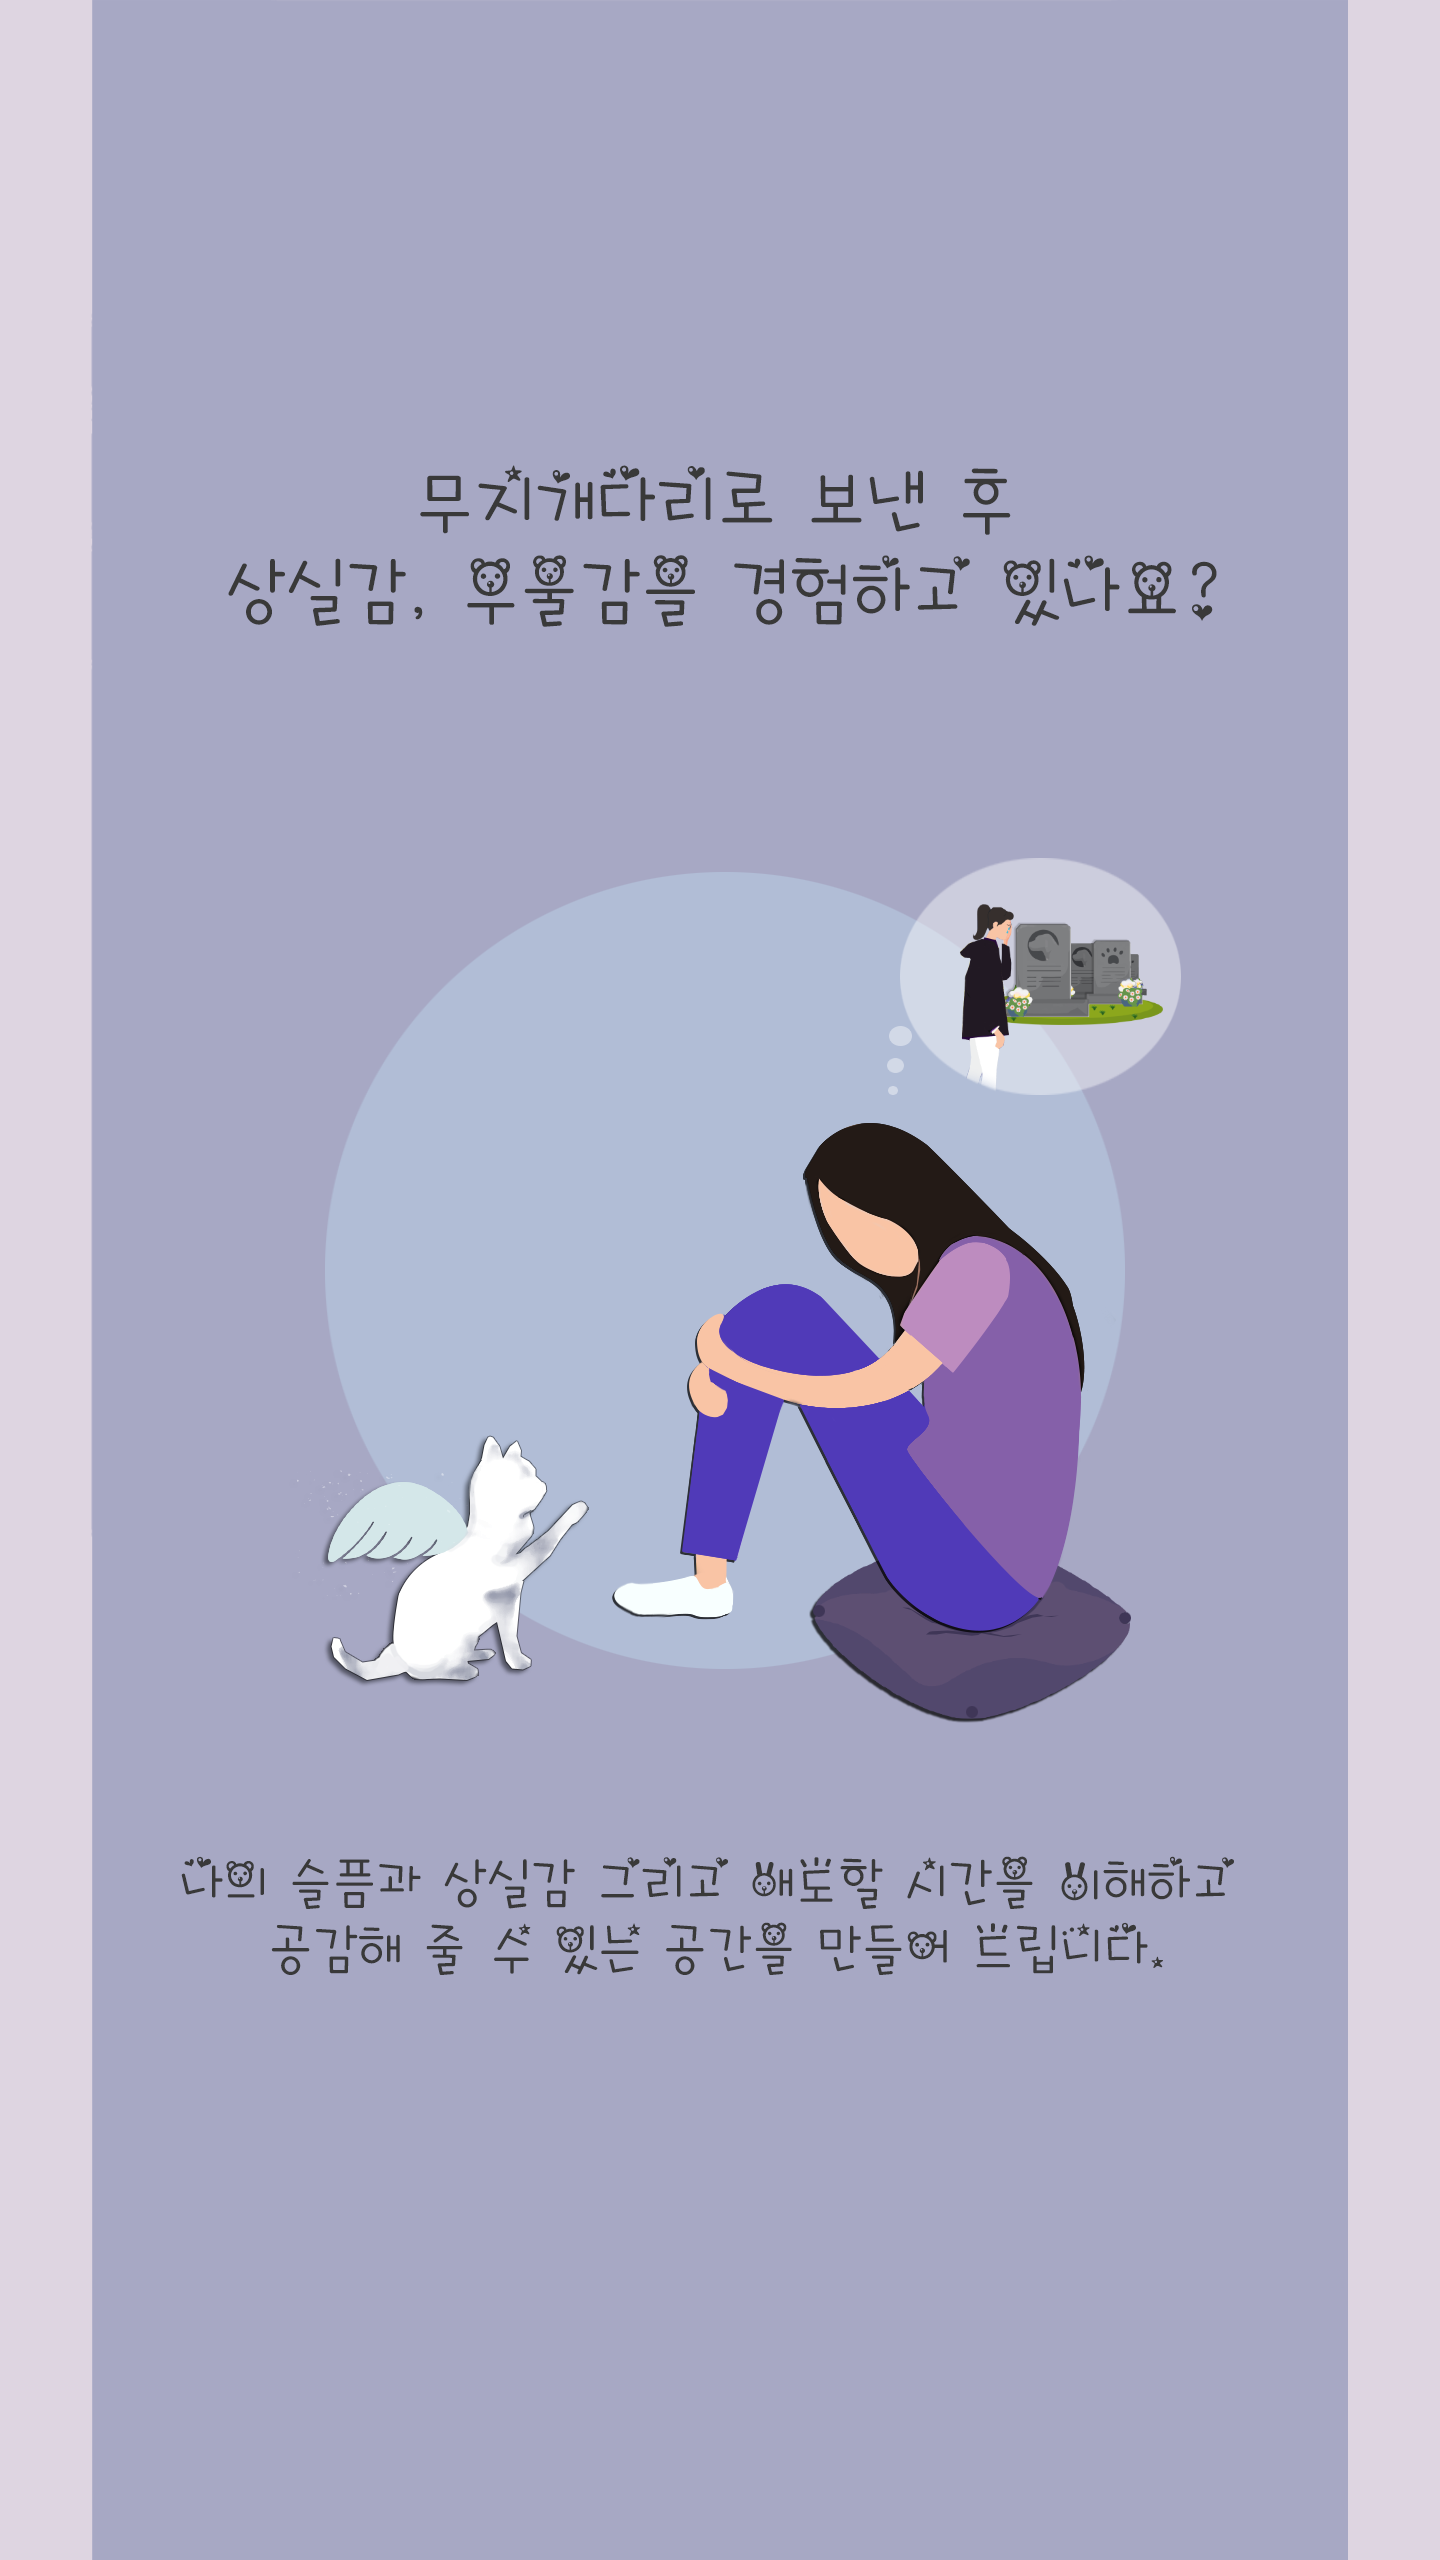 무지개다리로 보낸 후
상실감, 우울감을 경험하고 있나요?
나의 슬픔과 상실감 그리고 애도할 시간을 이해하고
공감해 줄 수 있는 공간을 만들어 드립니다.